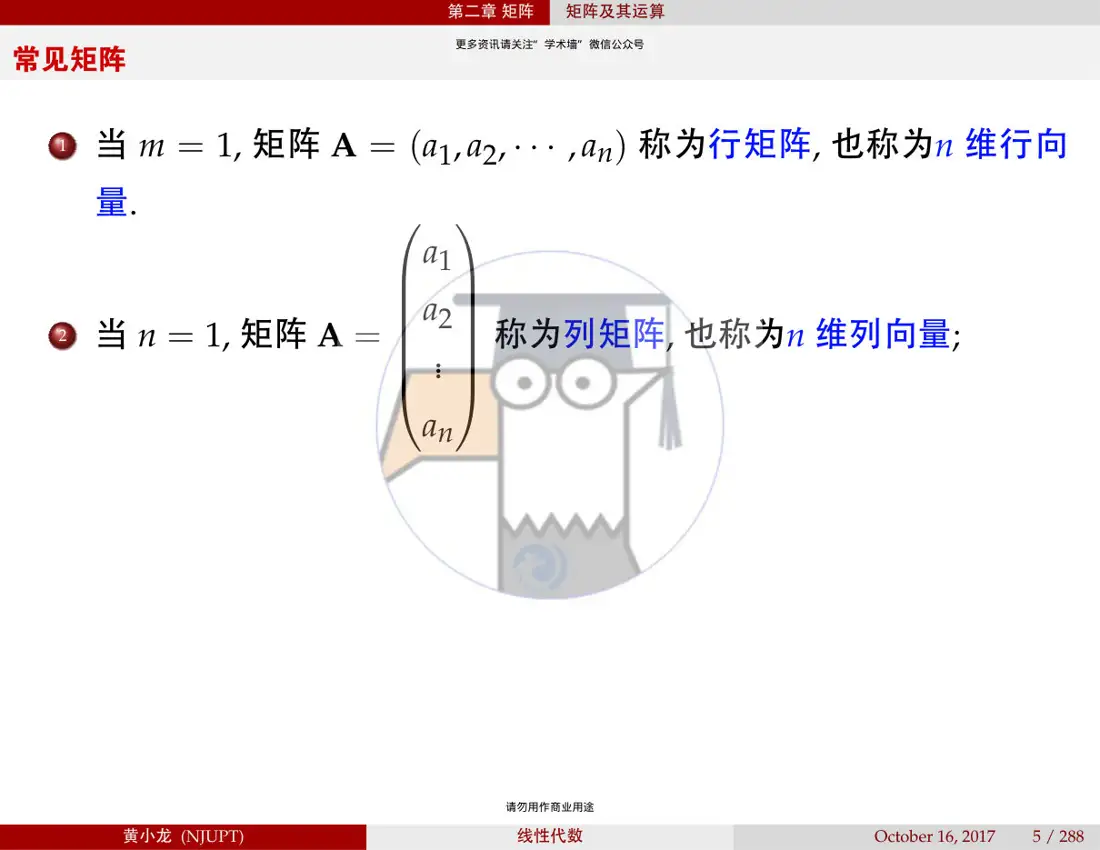 第二章 矩阵 矩阵及其运算
更多资讯请关注“学术墙”微信公众号
常见矩阵
1 当 m = 1, 矩阵 A = (a₁, a₂, ⋯ , aₙ) 称为行矩阵, 也称为n 维行向
量.
2 当 n = 1, 矩阵 A = (a₁ a₂ ⋮ aₙ) 称为列矩阵, 也称为n 维列向量;
请勿用作商业用途
黄小龙 (NJUPT) 线性代数 October 16, 2017 5 / 288